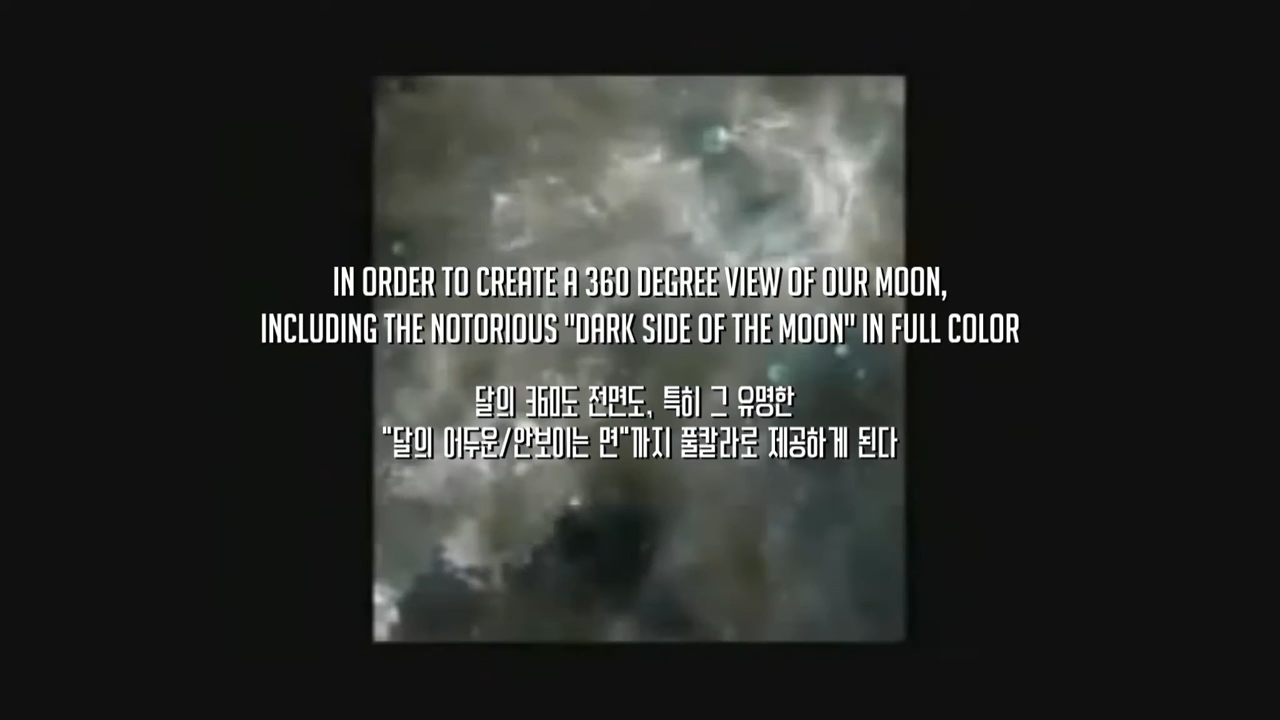 IN ORDER TO CREATE A 360 DEGREE VIEW OF OUR MOON,
INCLUDING THE NOTORIOUS "DARK SIDE OF THE MOON" IN FULL COLOR
달의 360도 전면도, 특히 그 유명한
"달의 어두운/안보이는 면"까지 풀칼라로 제공하게 된다